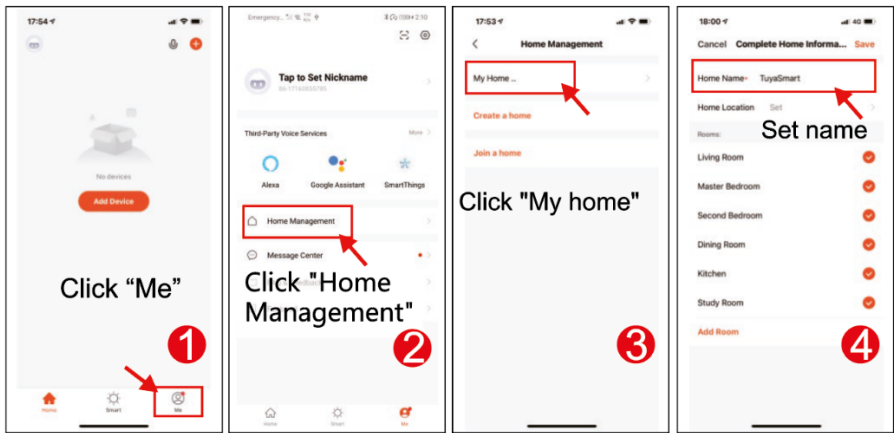 17:54
No devices
Add Device
Click “Me”
1
Home
Smart
Me
Emergency...
2:10
Tap to Set Nickname
Third-Party Voice Services
More
Alexa
Google Assistant
SmartThings
Home Management
Message Center
Click "Home
Management"
2
Home
Smart
Me
17:53
Home Management
My Home ..
Create a home
Join a home
Click "My home"
3
18:00
4G
Cancel
Complete Home Informa...
Save
Home Name*
TuyaSmart
Home Location
Set
Set name
Rooms:
Living Room
Master Bedroom
Second Bedroom
Dining Room
Kitchen
Study Room
Add Room
4